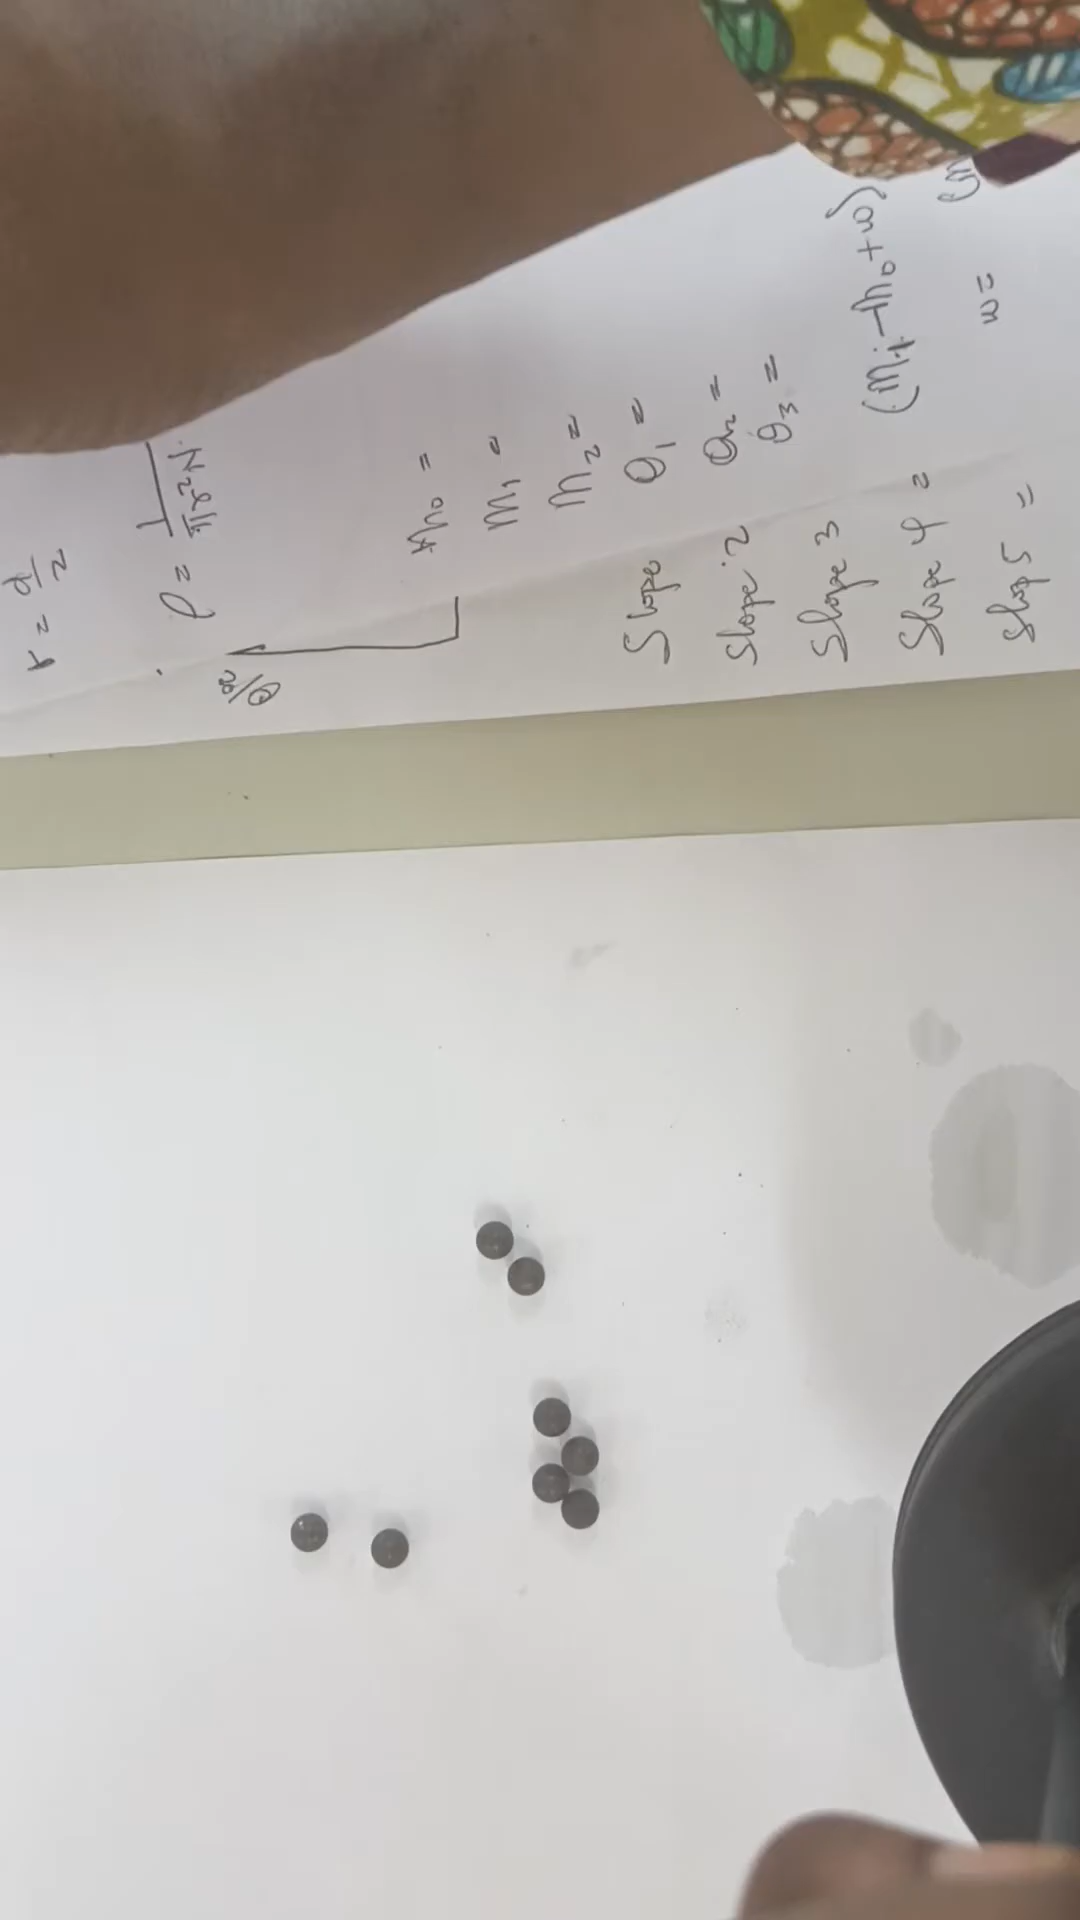 r = d/2
ρ = 1/πr²N
θ/m
m₀ =
m₁ =
m₂ =
Slope θ₁ =
Slope 2 θ₂ =
Slope 3 θ₃ =
Slope 4 = (m₁ - m₀ + w)
Slop 5 = w =